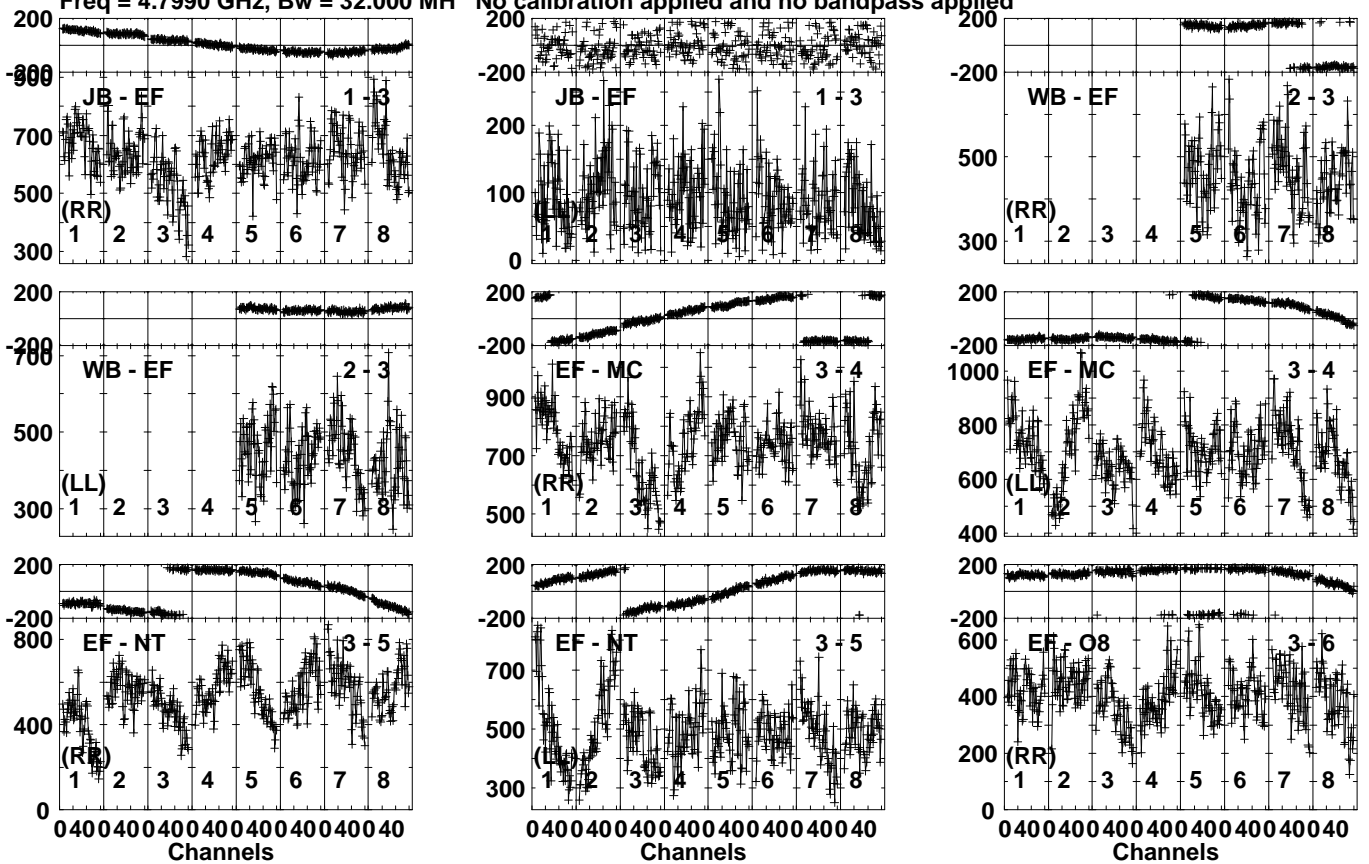 Freq = 4.7990 GHz, Bw = 32.000 MH No calibration applied and no bandpass applied
200
-200
900
700
500
300
JB - EF 1 - 3
(RR)
1 2 3 4 5 6 7 8
200
-200
200
100
0
JB - EF 1 - 3
(LL)
1 2 3 4 5 6 7 8
200
-200
500
300
WB - EF 2 - 3
(RR)
1 2 3 4 5 6 7 8
200
-200
700
500
300
WB - EF 2 - 3
(LL)
1 2 3 4 5 6 7 8
200
-200
900
700
500
EF - MC 3 - 4
(RR)
1 2 3 4 5 6 7 8
200
-200
1000
800
600
400
EF - MC 3 - 4
(LL)
1 2 3 4 5 6 7 8
200
-200
800
400
0
EF - NT 3 - 5
(RR)
1 2 3 4 5 6 7 8
0 40 0 40 0 40 0 40 0 40 0 40 0 40 0 40
Channels
200
-200
700
500
300
EF - NT 3 - 5
(LL)
1 2 3 4 5 6 7 8
0 40 0 40 0 40 0 40 0 40 0 40 0 40 0 40
Channels
200
-200
600
400
200
0
EF - O8 3 - 6
(RR)
1 2 3 4 5 6 7 8
0 40 0 40 0 40 0 40 0 40 0 40 0 40 0 40
Channels